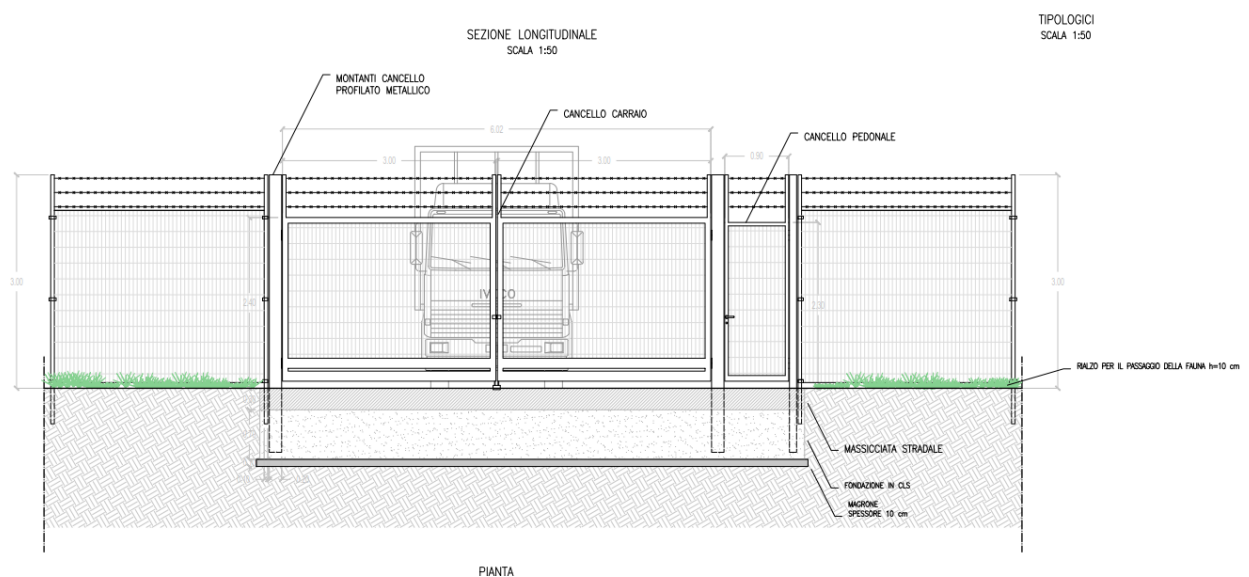 SEZIONE LONGITUDINALE
SCALA 1:50
TIPOLOGICI
SCALA 1:50
MONTANTI CANCELLO
PROFILATO METALLICO
CANCELLO CARRAIO
CANCELLO PEDONALE
6.02
3.00
3.00
0.90
3.00
2.40
2.30
3.00
IVECO
RIALZO PER IL PASSAGGIO DELLA FAUNA h=10 cm
MASSICCIATA STRADALE
FONDAZIONE IN CLS
MAGRONE
SPESSORE 10 cm
PIANTA